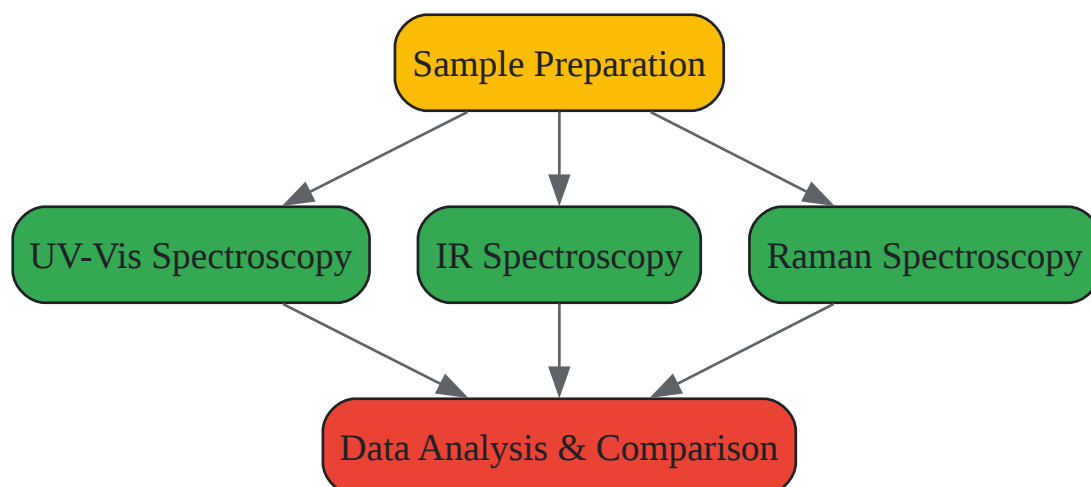 Sample Preparation
UV-Vis Spectroscopy
IR Spectroscopy
Raman Spectroscopy
Data Analysis & Comparison